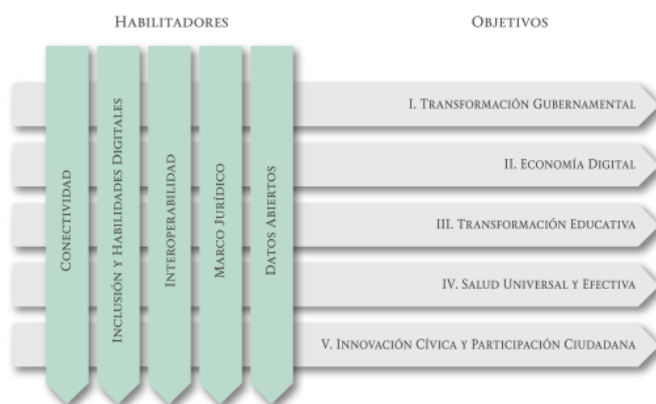 Habilitadores
Objetivos
Conectividad
Inclusión y Habilidades Digitales
Interoperabilidad
Marco Jurídico
Datos Abiertos
I. Transformación Gubernamental
II. Economía Digital
III. Transformación Educativa
IV. Salud Universal y Efectiva
V. Innovación Cívica y Participación Ciudadana